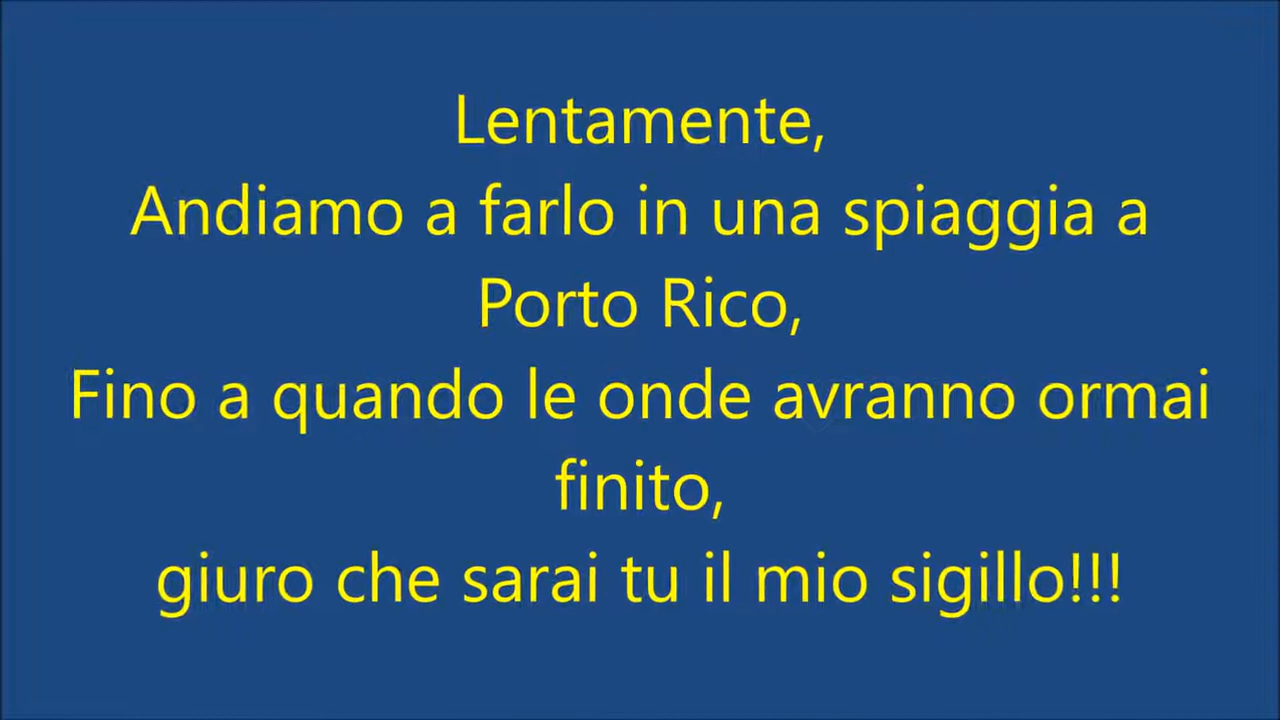 Lentamente,
Andiamo a farlo in una spiaggia a
Porto Rico,
Fino a quando le onde avranno ormai
finito,
giuro che sarai tu il mio sigillo!!!